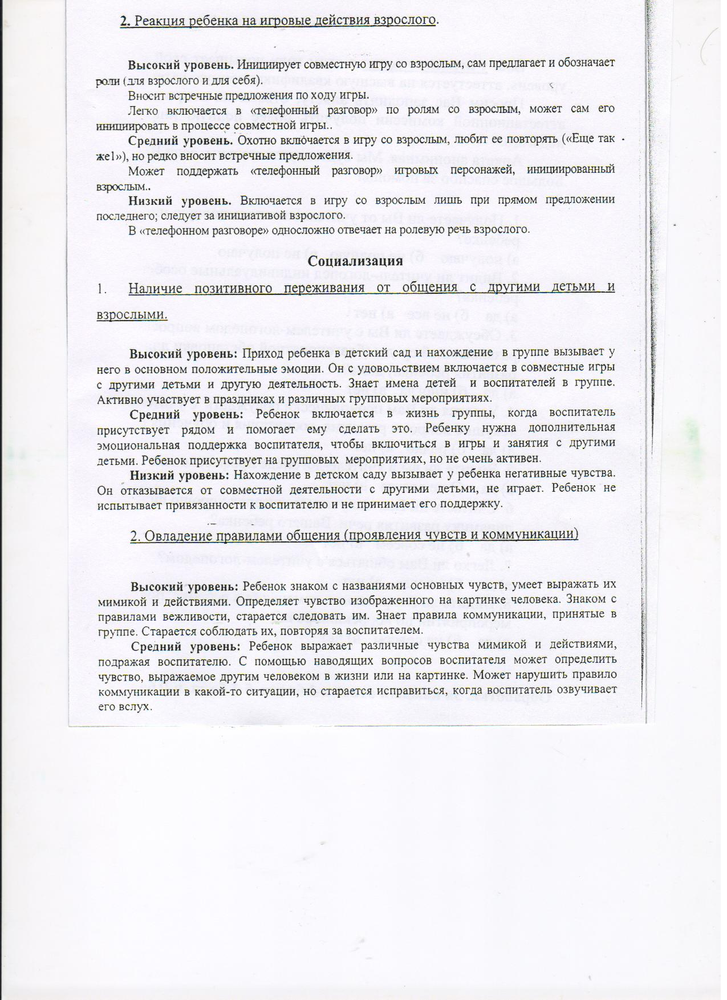 2. Реакция ребенка на игровые действия взрослого.
Высокий уровень. Инициирует совместную игру со взрослым, сам предлагает и обозначает
роли (для взрослого и для себя).
Вносит встречные предложения по ходу игры.
Легко включается в «телефонный разговор» по ролям со взрослым, может сам его
инициировать в процессе совместной игры..
Средний уровень. Охотно включается в игру со взрослым, любит ее повторять («Еще так
же1»), но редко вносит встречные предложения.
Может поддержать «телефонный разговор» игровых персонажей, инициированный
взрослым..
Низкий уровень. Включается в игру со взрослым лишь при прямом предложении
последнего; следует за инициативой взрослого.
В «телефонном разговоре» односложно отвечает на ролевую речь взрослого.
Социализация
1. Наличие позитивного переживания от общения с другими детьми и
взрослыми.
Высокий уровень: Приход ребенка в детский сад и нахождение в группе вызывает у
него в основном положительные эмоции. Он с удовольствием включается в совместные игры
с другими детьми и другую деятельность. Знает имена детей и воспитателей в группе.
Активно участвует в праздниках и различных групповых мероприятиях.
Средний уровень: Ребенок включается в жизнь группы, когда воспитатель
присутствует рядом и помогает ему сделать это. Ребенку нужна дополнительная
эмоциональная поддержка воспитателя, чтобы включиться в игры и занятия с другими
детьми. Ребенок присутствует на групповых мероприятиях, но не очень активен.
Низкий уровень: Нахождение в детском саду вызывает у ребенка негативные чувства.
Он отказывается от совместной деятельности с другими детьми, не играет. Ребенок не
испытывает привязанности к воспитателю и не принимает его поддержку.
2. Овладение правилами общения (проявления чувств и коммуникации)
Высокий уровень: Ребенок знаком с названиями основных чувств, умеет выражать их
мимикой и действиями. Определяет чувство изображенного на картинке человека. Знаком с
правилами вежливости, старается следовать им. Знает правила коммуникации, принятые в
группе. Старается соблюдать их, повторяя за воспитателем.
Средний уровень: Ребенок выражает различные чувства мимикой и действиями,
подражая воспитателю. С помощью наводящих вопросов воспитателя может определить
чувство, выражаемое другим человеком в жизни или на картинке. Может нарушить правило
коммуникации в какой-то ситуации, но старается исправиться, когда воспитатель озвучивает
его вслух.